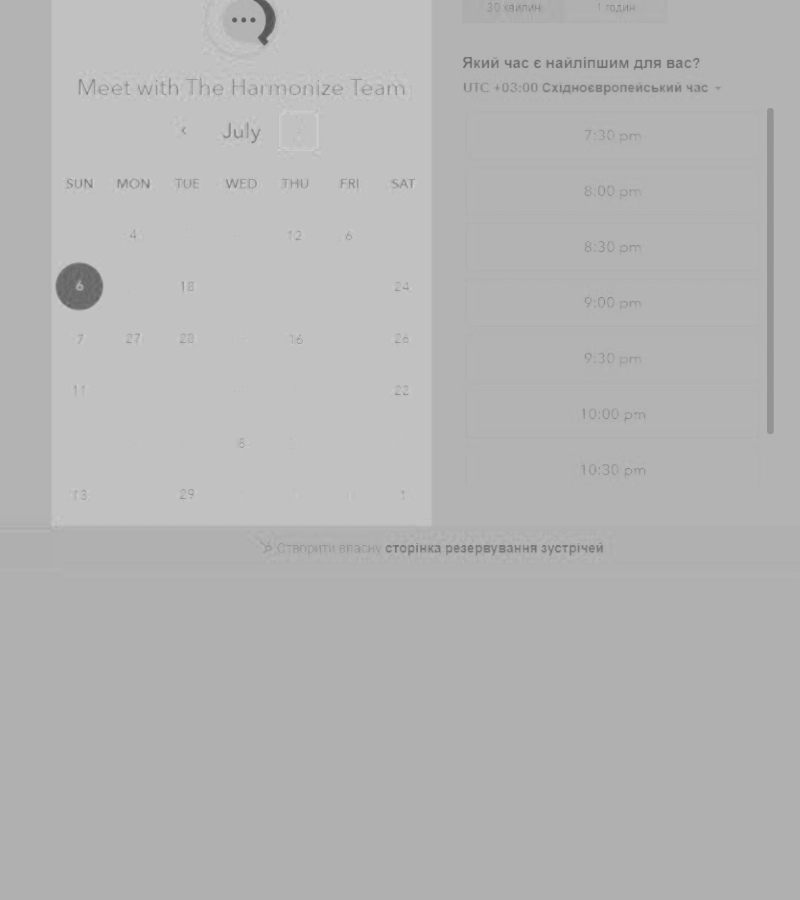 Meet with The Harmonize Team
July
SUN MON TUE WED THU FRI SAT
4 12 6
6 18 24
7 27 28 16 26
11 22
8
13 29 1
30 хвилин 1 годин
Який час є найліпшим для вас?
UTC +03:00 Східноєвропейський час
7:30 pm
8:00 pm
8:30 pm
9:00 pm
9:30 pm
10:00 pm
10:30 pm
Створити власну сторінка резервування зустрічей